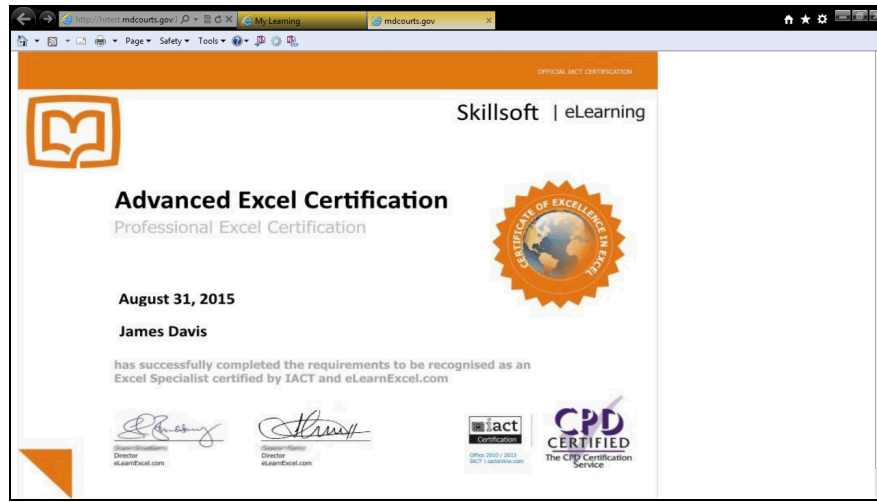 http://hrtest.mdcourts.gov:
My Learning
mdcourts.gov
Page Safety Tools
OFFICIAL IACT CERTIFICATION
Skillsoft | eLearning
Advanced Excel Certification
Professional Excel Certification
CERTIFICATE OF EXCELLENCE IN EXCEL
August 31, 2015
James Davis
has successfully completed the requirements to be recognised as an
Excel Specialist certified by IACT and eLearnExcel.com
Director
eLearnExcel.com
Director
eLearnExcel.com
iact
Certification
Office 2010 / 2013
IACT | iactonline.com
CPD
CERTIFIED
The CPD Certification
Service